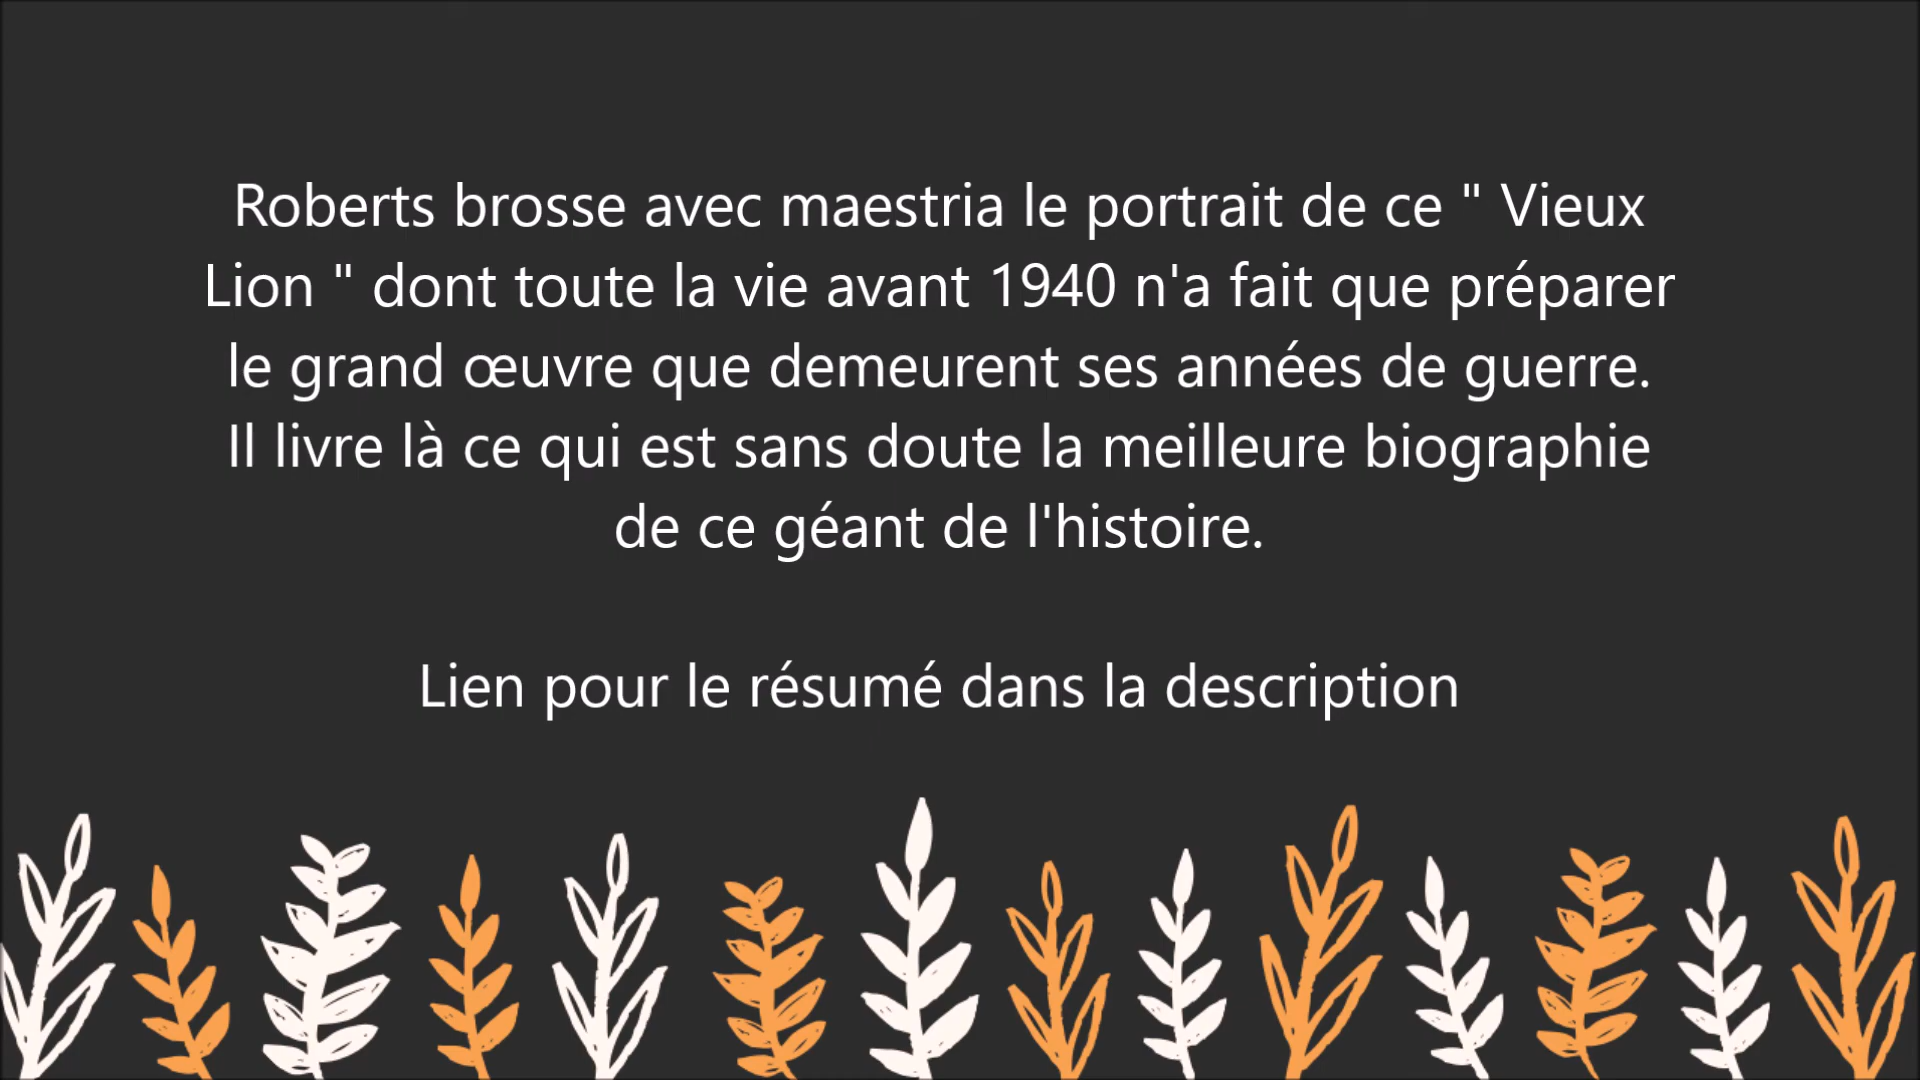 Roberts brosse avec maestria le portrait de ce " Vieux
Lion " dont toute la vie avant 1940 n'a fait que préparer
le grand œuvre que demeurent ses années de guerre.
Il livre là ce qui est sans doute la meilleure biographie
de ce géant de l'histoire.
Lien pour le résumé dans la description